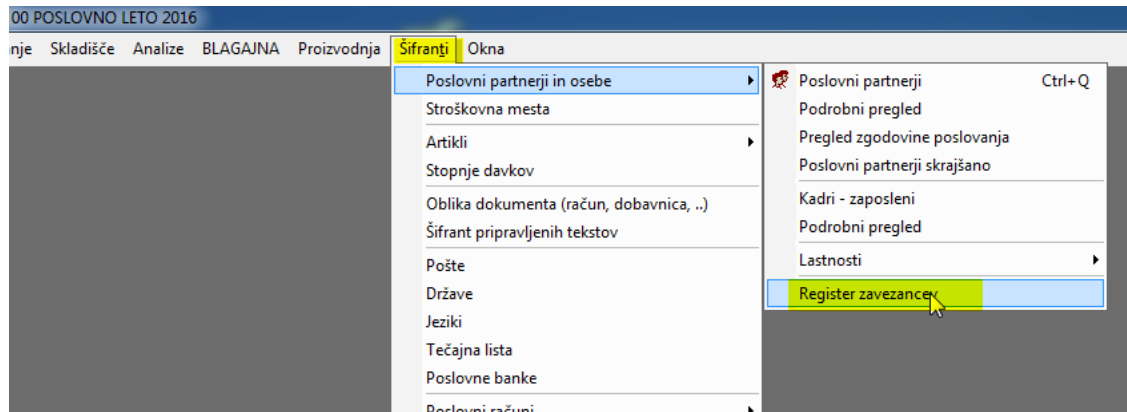 00 POSLOVNO LETO 2016
nje Skladišče Analize BLAGAJNA Proizvodnja Šifranti Okna
Poslovni partnerji in osebe
Stroškovna mesta
Artikli
Stopnje davkov
Oblika dokumenta (račun, dobavnica, ..)
Šifrant pripravljenih tekstov
Pošte
Države
Jeziki
Tečajna lista
Poslovne banke
Poslovni računi
Poslovni partnerji Ctrl+Q
Podrobni pregled
Pregled zgodovine poslovanja
Poslovni partnerji skrajšano
Kadri - zaposleni
Podrobni pregled
Lastnosti
Register zavezancev